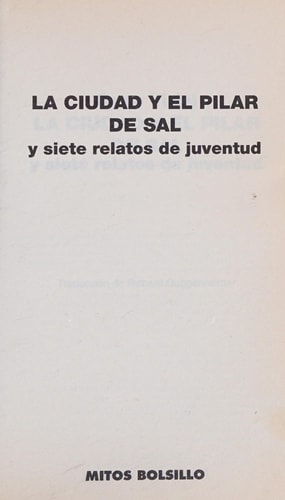 LA CIUDAD Y EL PILAR
DE SAL
y siete relatos de juventud
MITOS BOLSILLO